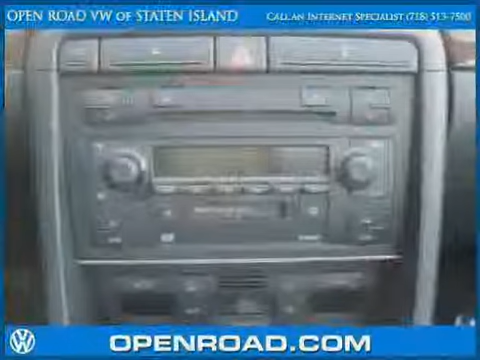 Open Road VW of Staten Island
Call an Internet Specialist (718) 513-7500
OPENROAD.COM